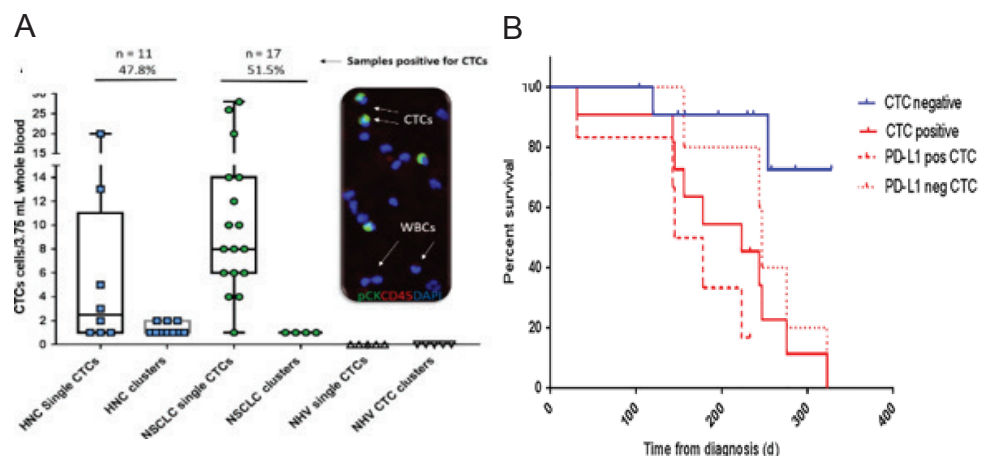 A
B
n = 11
47.8%
n = 17
51.5%
Samples positive for CTCs
CTCs cells/3.75 mL whole blood
30
25
20
15
14
12
10
8
6
4
2
0
CTCs
WBCs
pCKCD45DAPI
HNC Single CTCs
HNC clusters
NSCLC single CTCs
NSCLC clusters
NHV single CTCs
NHV CTC clusters
Percent survival
100
80
60
40
20
0
0
100
200
300
400
Time from diagnosis (d)
CTC negative
CTC positive
PD-L1 pos CTC
PD-L1 neg CTC